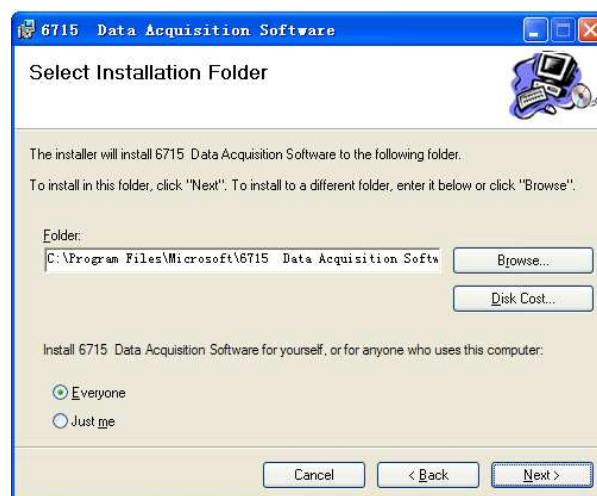 6715 Data Acquisition Software
Select Installation Folder
The installer will install 6715 Data Acquisition Software to the following folder.
To install in this folder, click "Next". To install to a different folder, enter it below or click "Browse".
Folder:
C:\Program Files\Microsoft\6715 Data Acquisition Softw
Browse...
Disk Cost...
Install 6715 Data Acquisition Software for yourself, or for anyone who uses this computer:
Everyone
Just me
Cancel
< Back
Next >